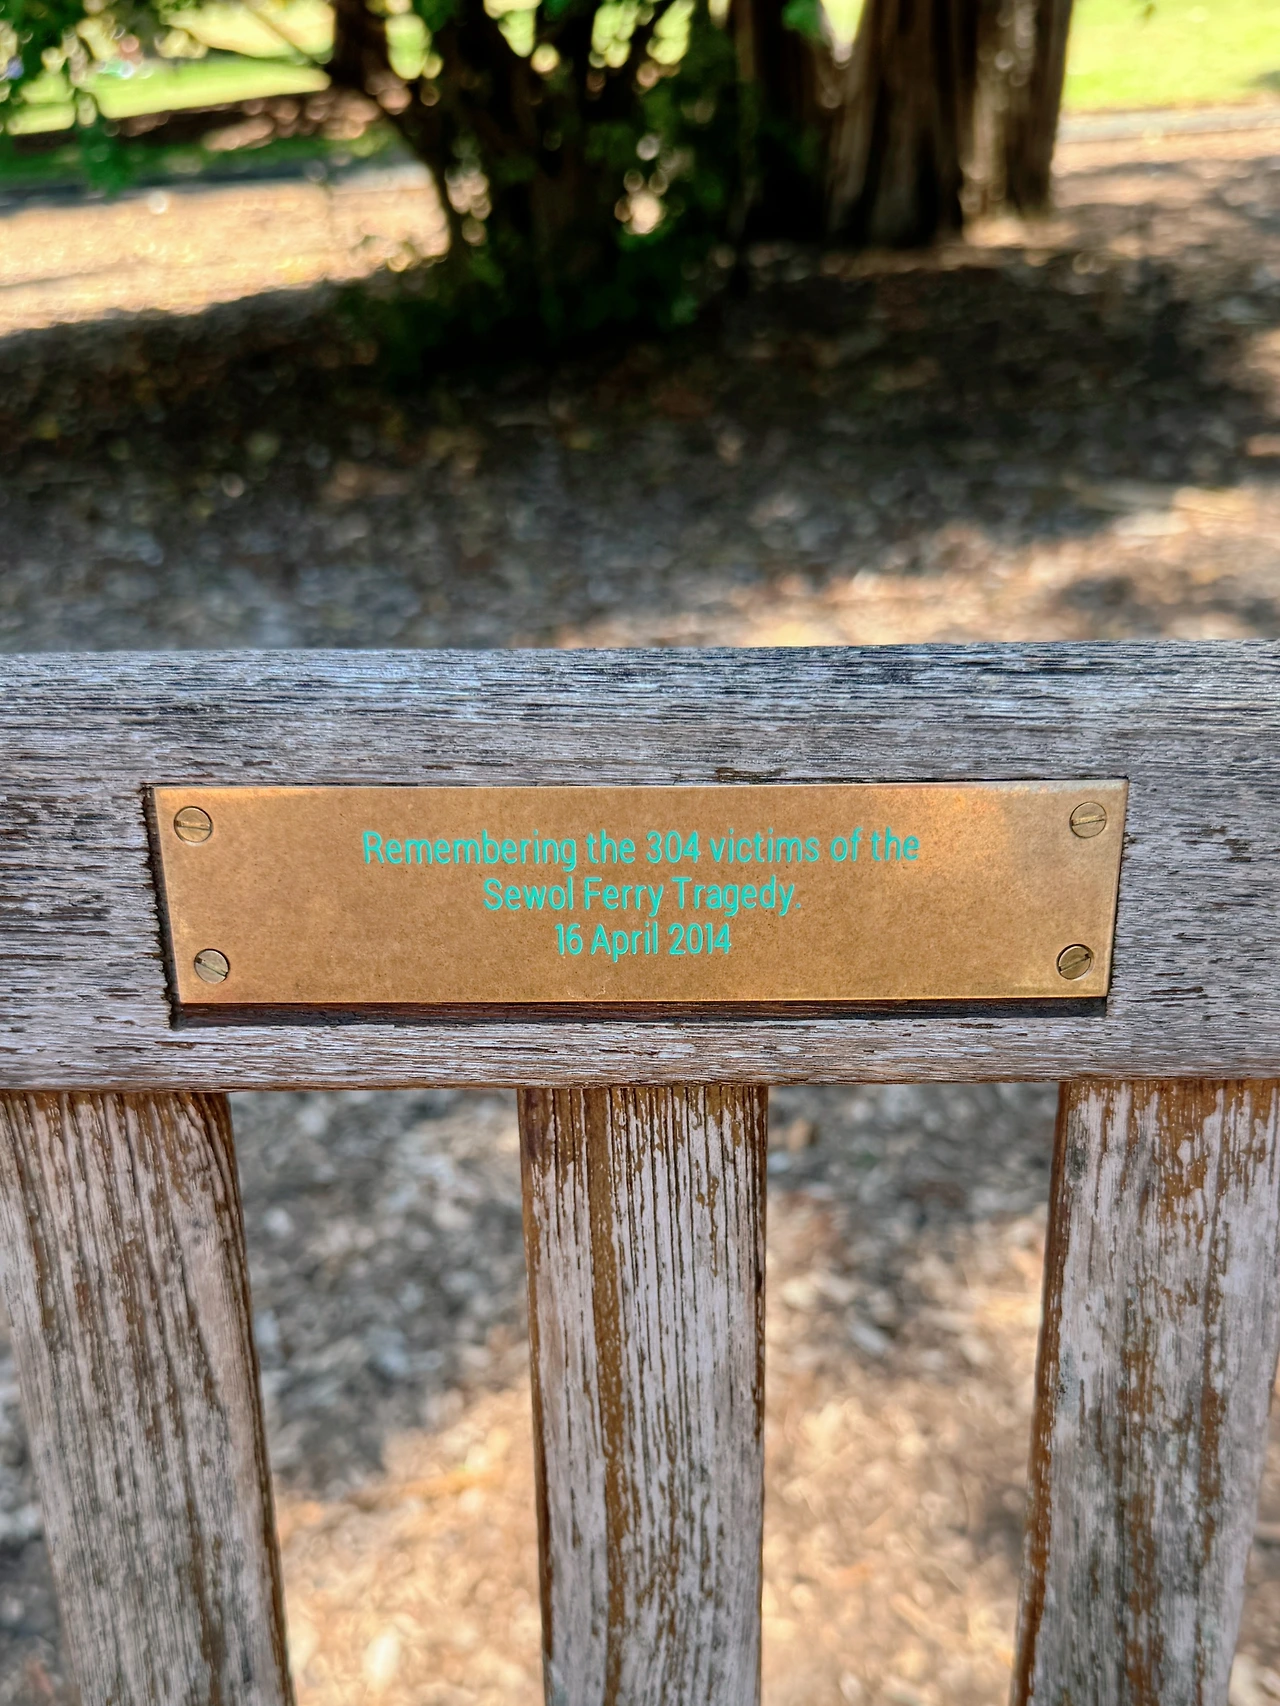 Remembering the 304 victims of the
Sewol Ferry Tragedy.
16 April 2014